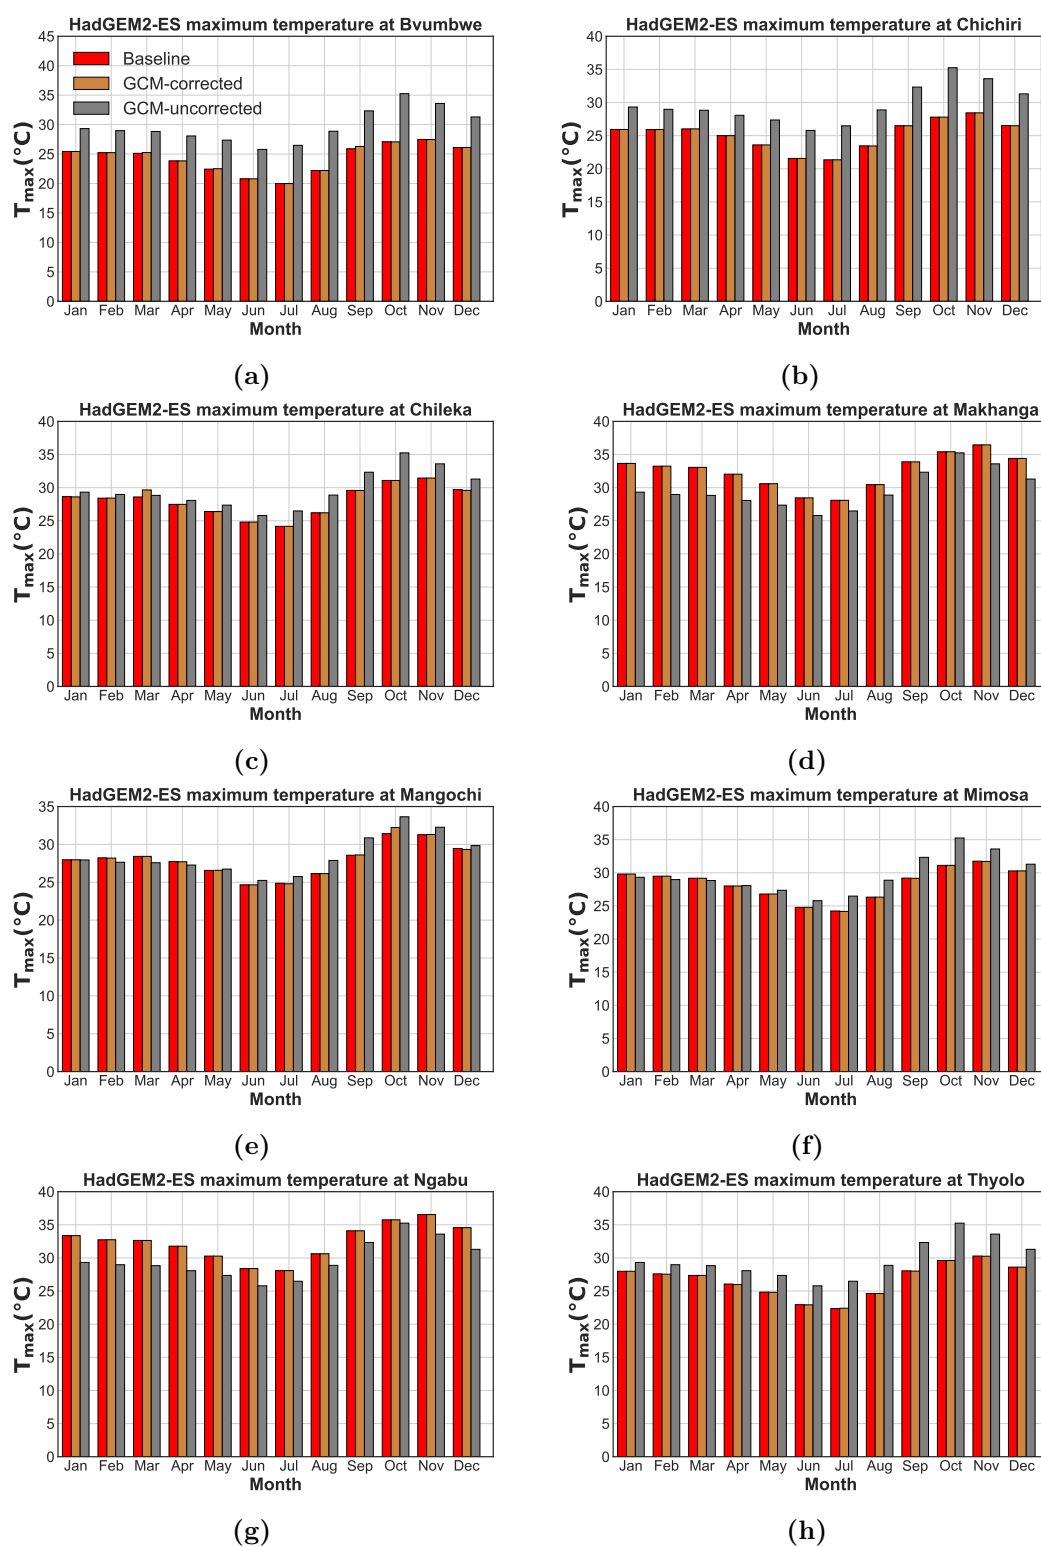 HadGEM2-ES maximum temperature at Bvumbwe
45
40
35
30
25
20
15
10
5
0
Tmax(°C)
Baseline
GCM-corrected
GCM-uncorrected
Jan Feb Mar Apr May Jun Jul Aug Sep Oct Nov Dec
Month
(a)
HadGEM2-ES maximum temperature at Chichiri
40
35
30
25
20
15
10
5
0
Tmax(°C)
Jan Feb Mar Apr May Jun Jul Aug Sep Oct Nov Dec
Month
(b)
HadGEM2-ES maximum temperature at Chileka
40
35
30
25
20
15
10
5
0
Tmax(°C)
Jan Feb Mar Apr May Jun Jul Aug Sep Oct Nov Dec
Month
(c)
HadGEM2-ES maximum temperature at Makhanga
40
35
30
25
20
15
10
5
0
Tmax(°C)
Jan Feb Mar Apr May Jun Jul Aug Sep Oct Nov Dec
Month
(d)
HadGEM2-ES maximum temperature at Mangochi
35
30
25
20
15
10
5
0
Tmax(°C)
Jan Feb Mar Apr May Jun Jul Aug Sep Oct Nov Dec
Month
(e)
HadGEM2-ES maximum temperature at Mimosa
40
35
30
25
20
15
10
5
0
Tmax(°C)
Jan Feb Mar Apr May Jun Jul Aug Sep Oct Nov Dec
Month
(f)
HadGEM2-ES maximum temperature at Ngabu
40
35
30
25
20
15
10
5
0
Tmax(°C)
Jan Feb Mar Apr May Jun Jul Aug Sep Oct Nov Dec
Month
(g)
HadGEM2-ES maximum temperature at Thyolo
40
35
30
25
20
15
10
5
0
Tmax(°C)
Jan Feb Mar Apr May Jun Jul Aug Sep Oct Nov Dec
Month
(h)